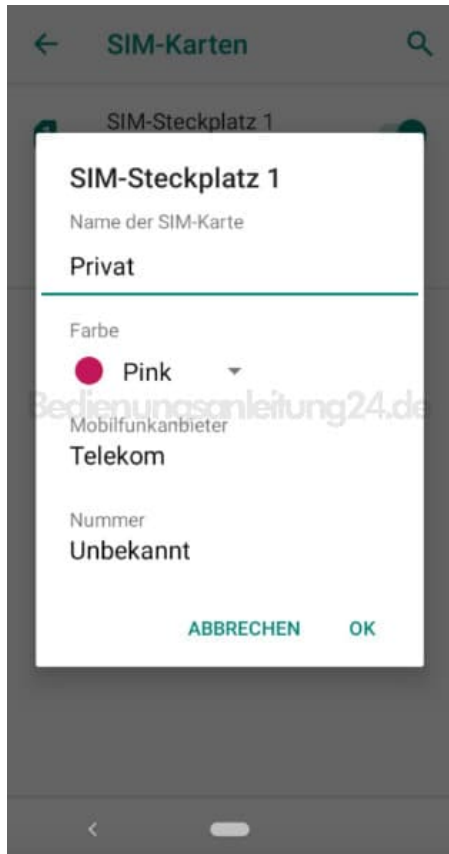 SIM-Karten
SIM-Steckplatz 1
SIM-Steckplatz 1
Name der SIM-Karte
Privat
Farbe
Pink
Bedienungsanleitung24.de
Mobilfunkanbieter
Telekom
Nummer
Unbekannt
ABBRECHEN OK